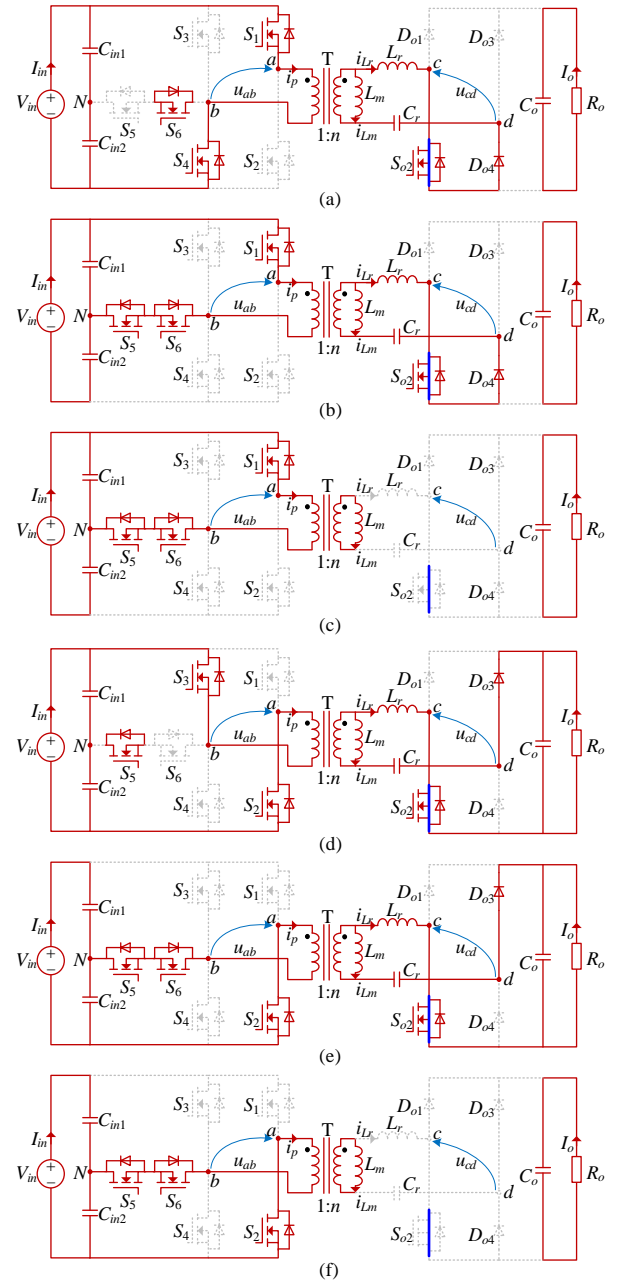 S3 S1 Do1 Do3
Iin Cin1 a T iLr Lr c Io
Vin N ip Lm ucd Co Ro
S5 S6 b uab Cr d
Cin2 S4 S2 1:n iLm So2 Do4
(a)
S3 S1 Do1 Do3
Iin Cin1 a T iLr Lr c Io
Vin N ip Lm ucd Co Ro
S5 S6 b uab Cr d
Cin2 S4 S2 1:n iLm So2 Do4
(b)
S3 S1 Do1 Do3
Iin Cin1 a T iLr Lr c Io
Vin N ip Lm ucd Co Ro
S5 S6 b uab Cr d
Cin2 S4 S2 1:n iLm So2 Do4
(c)
S3 S1 Do1 Do3
Iin Cin1 a T iLr Lr c Io
Vin N ip Lm ucd Co Ro
S5 S6 b uab Cr d
Cin2 S4 S2 1:n iLm So2 Do4
(d)
S3 S1 Do1 Do3
Iin Cin1 a T iLr Lr c Io
Vin N ip Lm ucd Co Ro
S5 S6 b uab Cr d
Cin2 S4 S2 1:n iLm So2 Do4
(e)
S3 S1 Do1 Do3
Iin Cin1 a T iLr Lr c Io
Vin N ip Lm ucd Co Ro
S5 S6 b uab Cr d
Cin2 S4 S2 1:n iLm So2 Do4
(f)